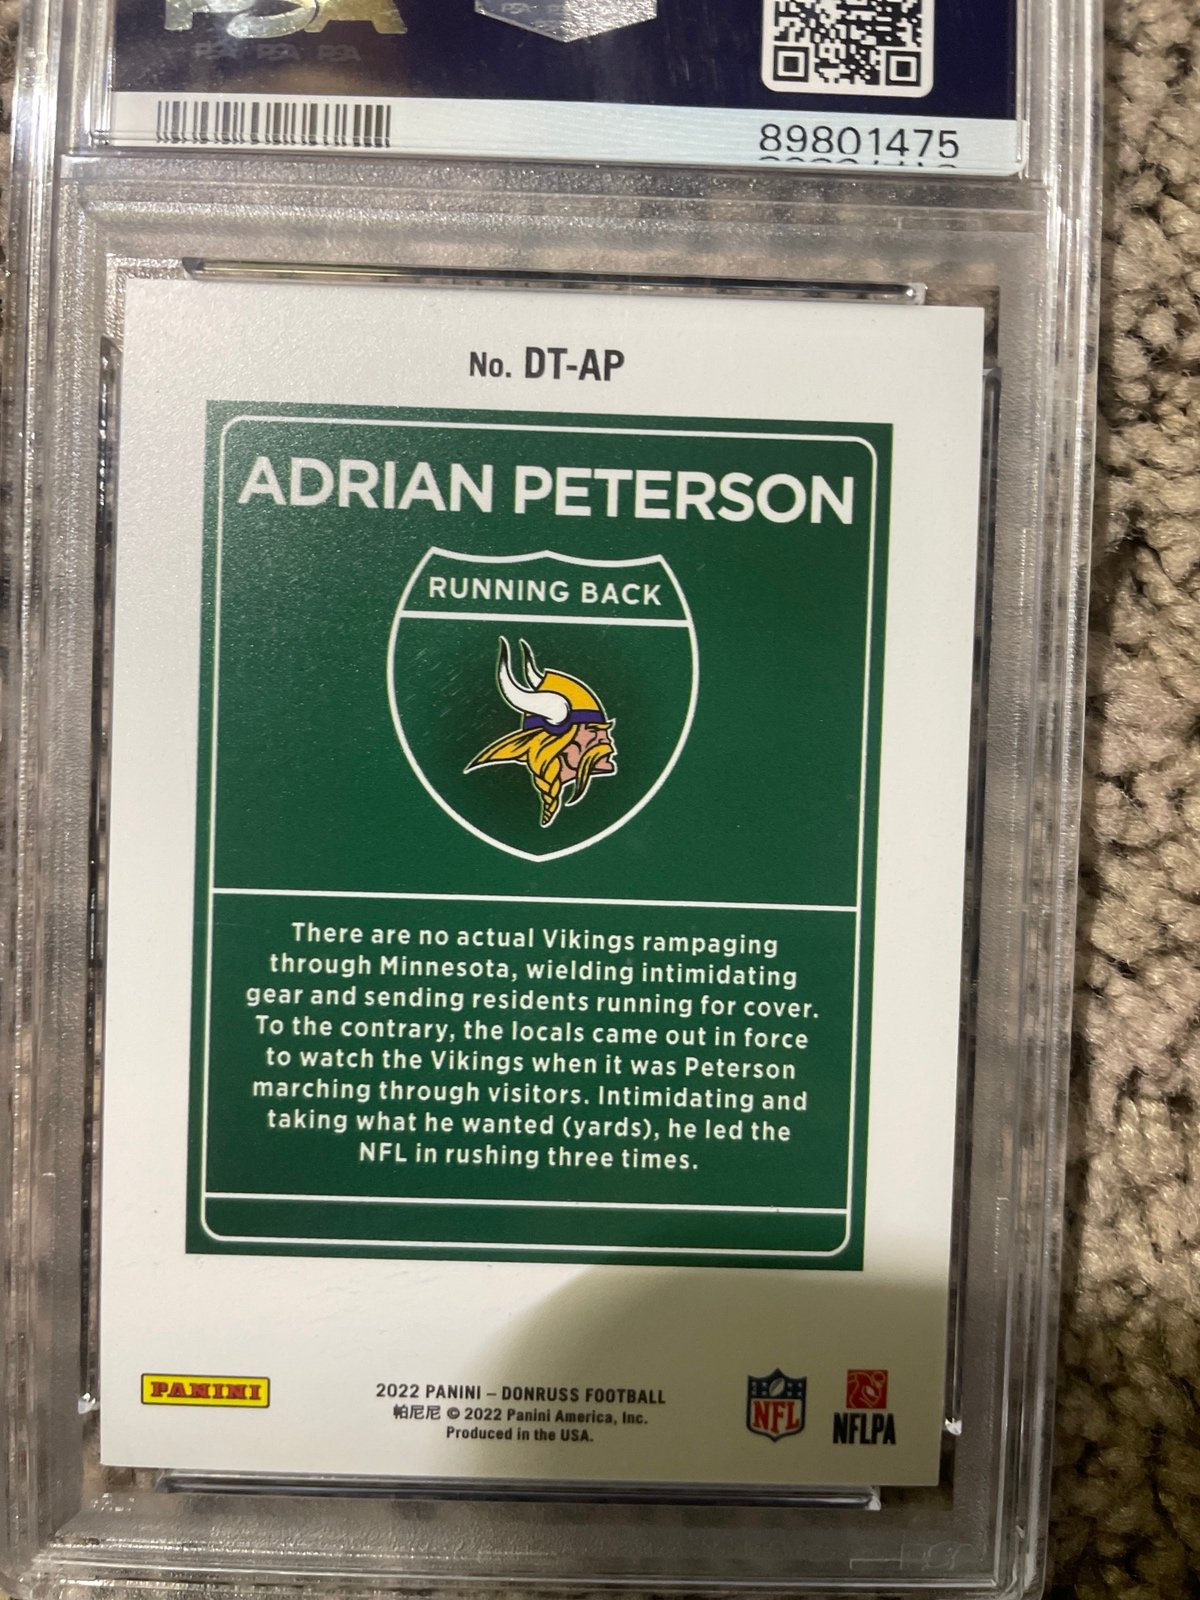 PSA
PSA PSA PSA
89801475
No. DT-AP
ADRIAN PETERSON
RUNNING BACK
There are no actual Vikings rampaging
through Minnesota, wielding intimidating
gear and sending residents running for cover.
To the contrary, the locals came out in force
to watch the Vikings when it was Peterson
marching through visitors. Intimidating and
taking what he wanted (yards), he led the
NFL in rushing three times.
PANINI
2022 PANINI – DONRUSS FOOTBALL
帕尼尼 © 2022 Panini America, Inc.
Produced in the USA.
NFL
NFLPA